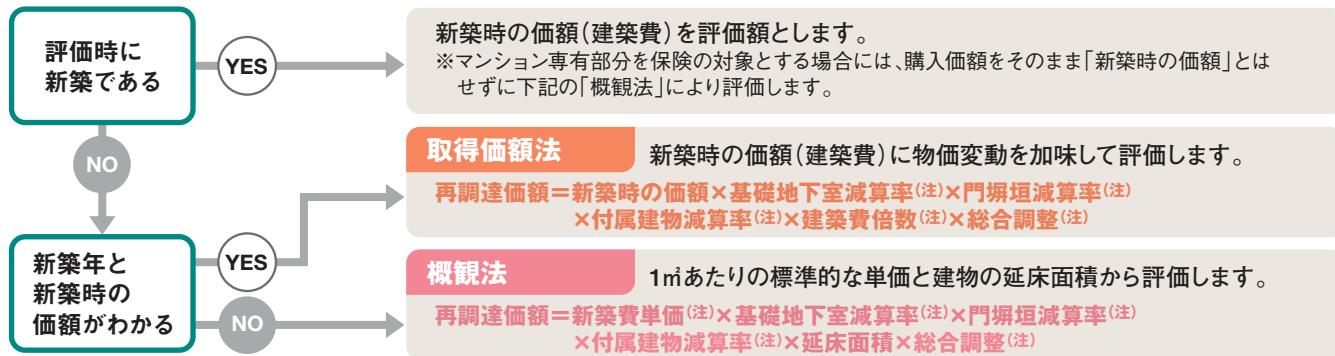 評価時に
新築である
YES
新築時の価額(建築費)を評価額とします。
※マンション専有部分を保険の対象とする場合には、購入価額をそのまま「新築時の価額」とは
せずに下記の「概観法」により評価します。
NO
取得価額法
新築時の価額(建築費)に物価変動を加味して評価します。
再調達価額=新築時の価額×基礎地下室減算率(注)×門塀垣減算率(注)
×付属建物減算率(注)×建築費倍数(注)×総合調整(注)
新築年と
新築時の
価額がわかる
YES
NO
概観法
1㎡あたりの標準的な単価と建物の延床面積から評価します。
再調達価額=新築費単価(注)×基礎地下室減算率(注)×門塀垣減算率(注)
×付属建物減算率(注)×延床面積×総合調整(注)